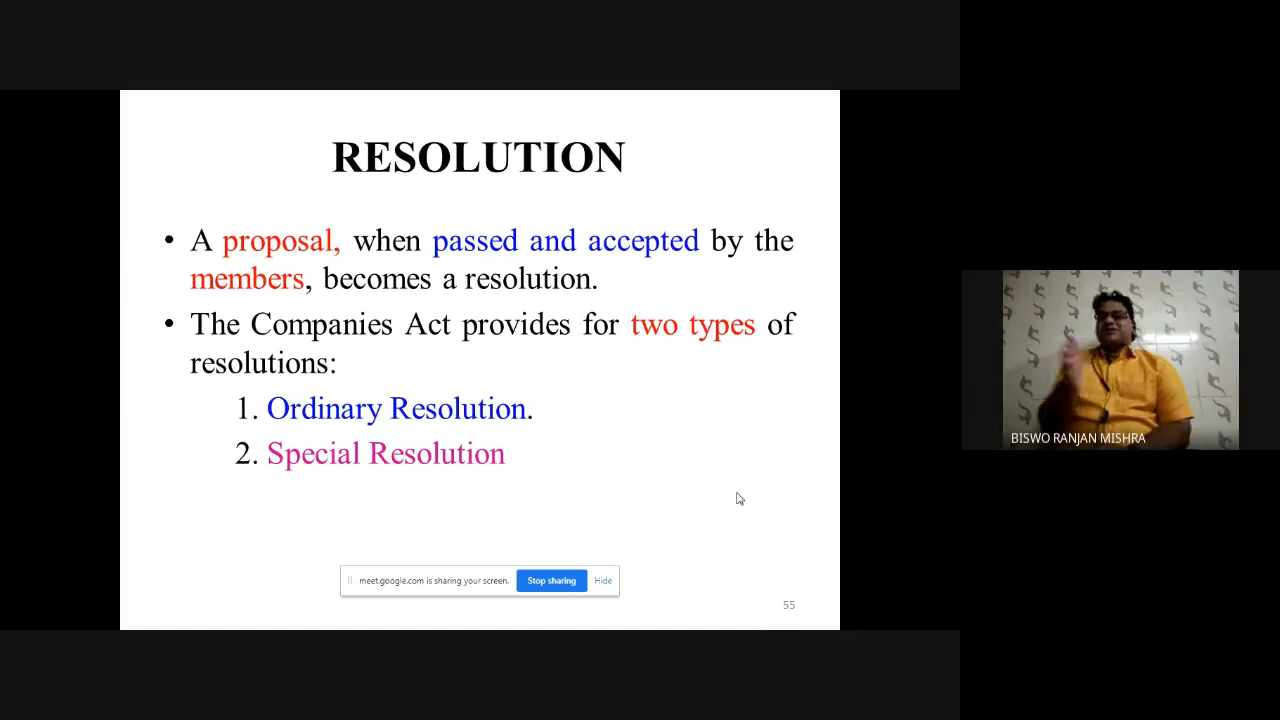 RESOLUTION
• A proposal, when passed and accepted by the
members, becomes a resolution.
• The Companies Act provides for two types of
resolutions:
1. Ordinary Resolution.
2. Special Resolution
BISWO RANJAN MISHRA
meet.google.com is sharing your screen. Stop sharing Hide
55